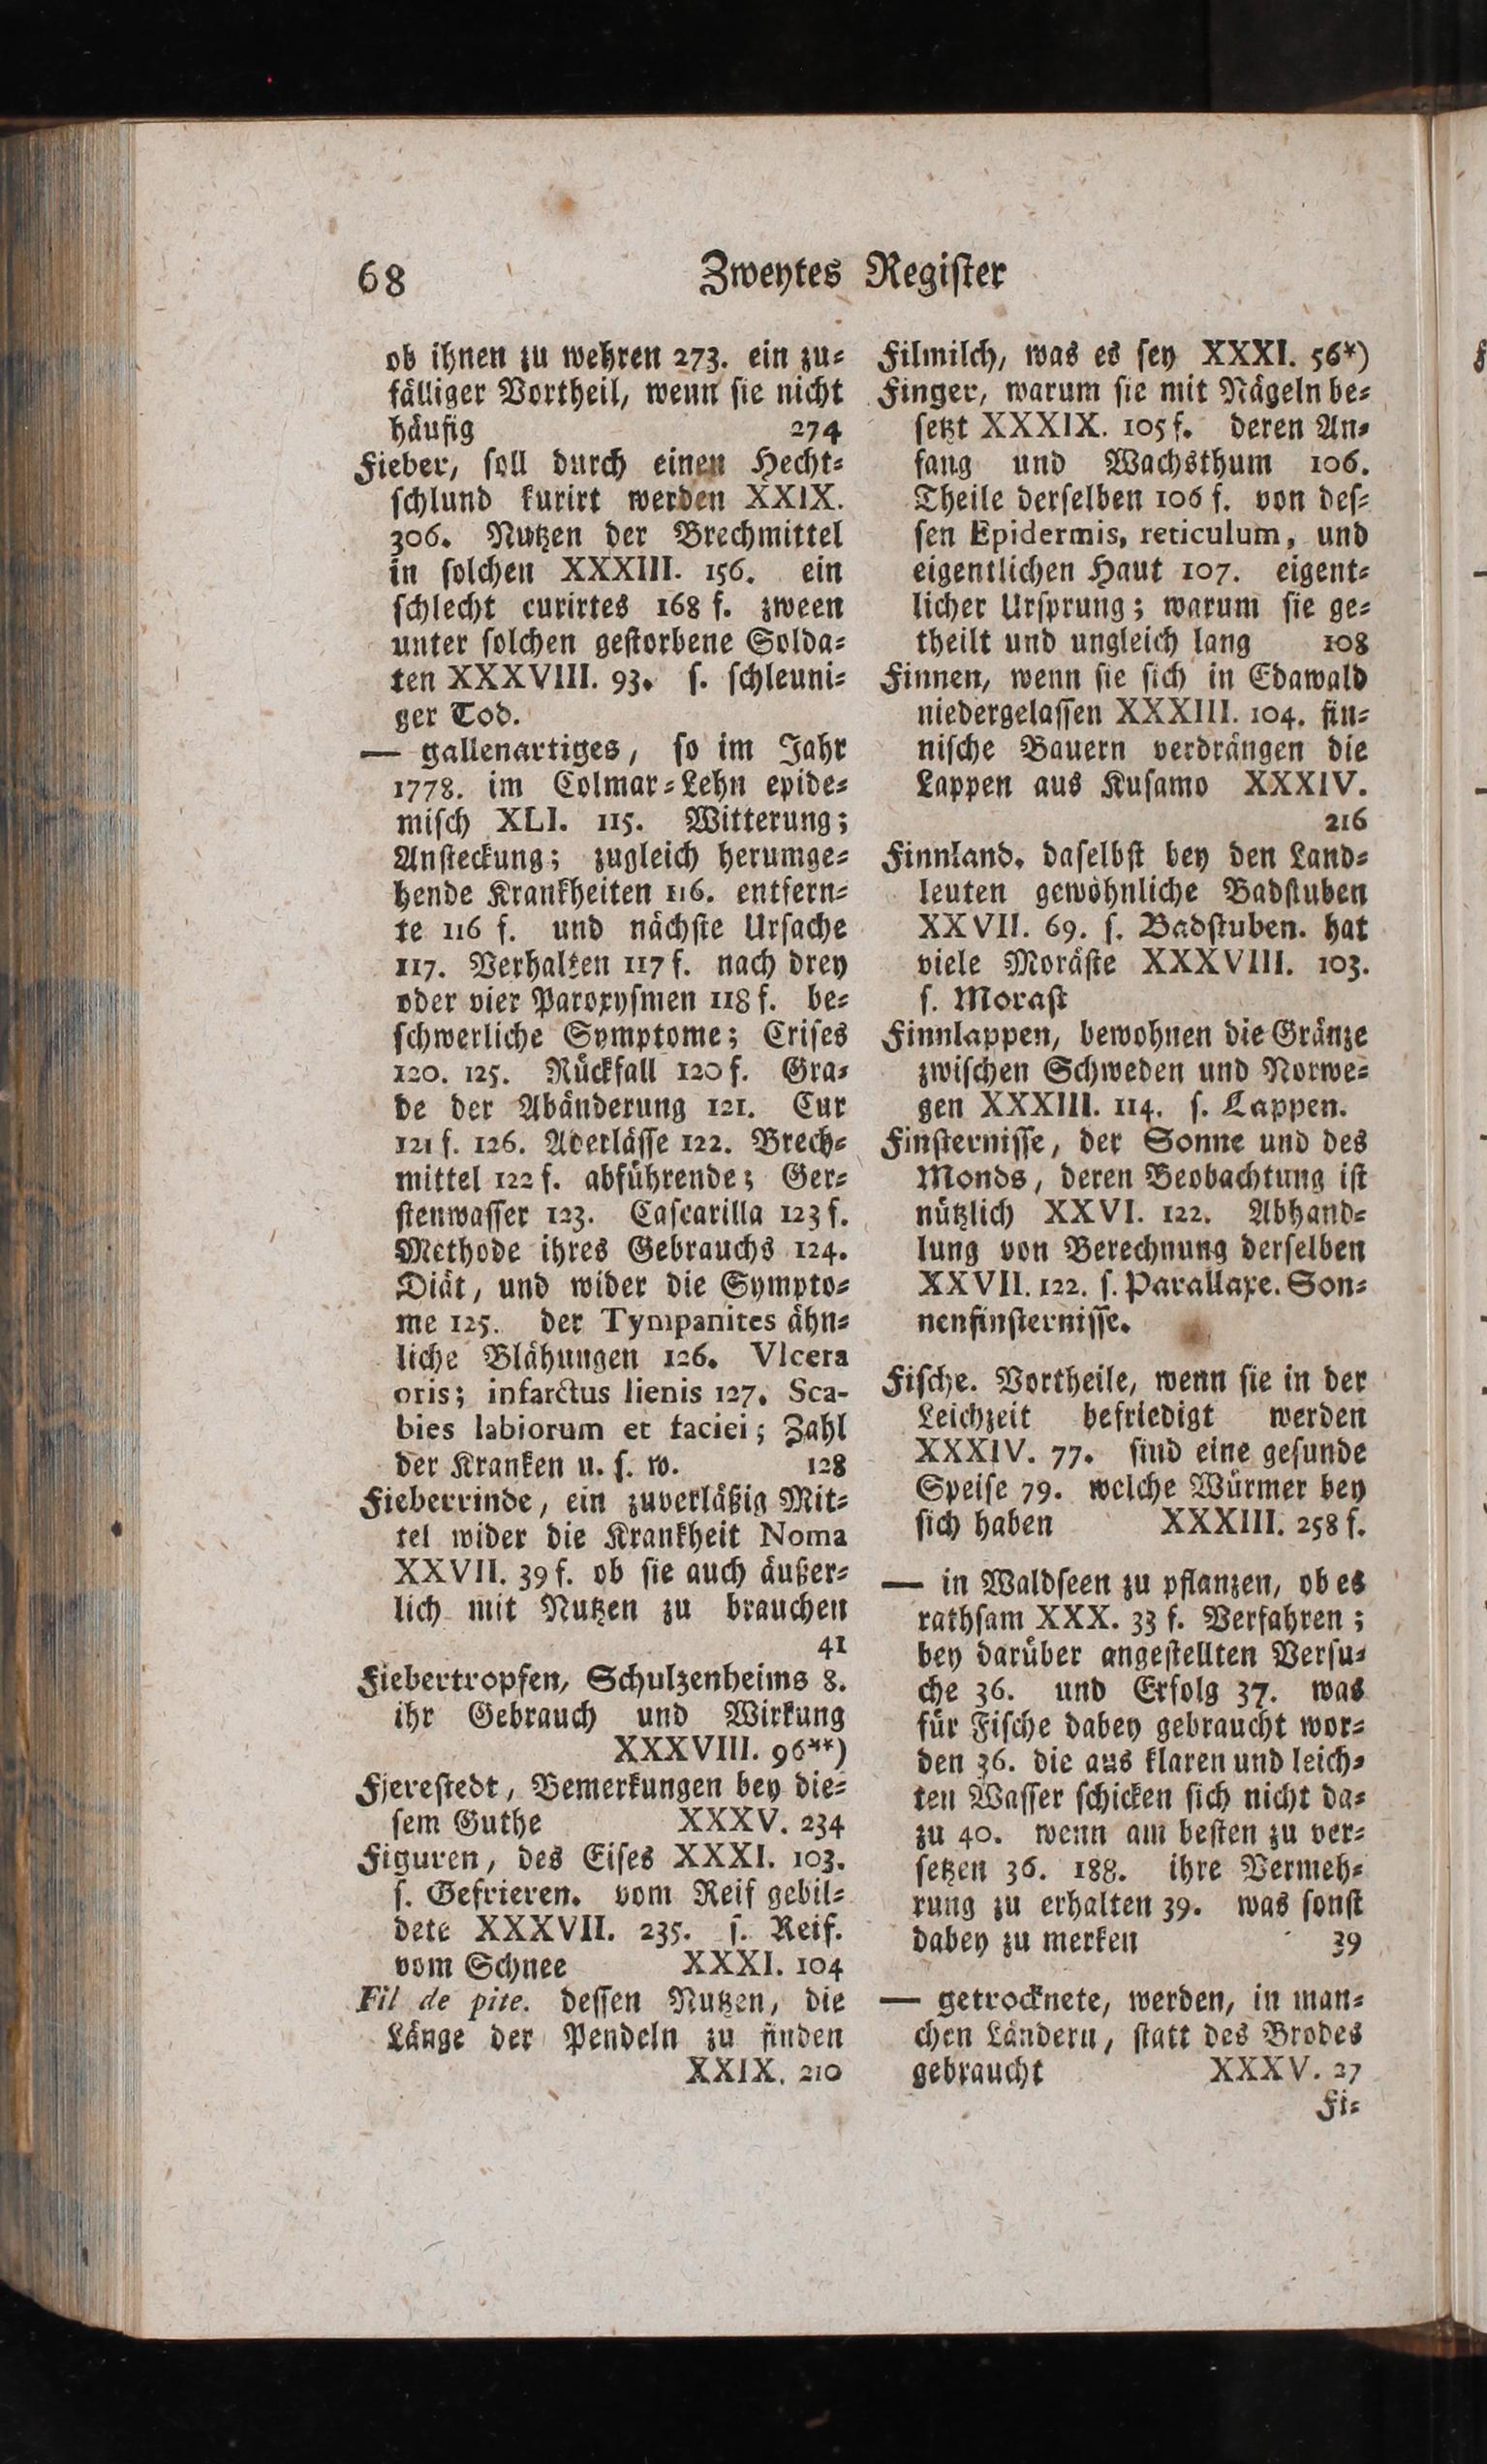 68 Zweytes Regiſter
ob ihnen zu wehren 273. ein zu⸗
fälliger Vortheil, wenn ſie nicht
häufig 274
Fieber, ſoll durch einen Hecht⸗
ſchlund kurirt werden XXIX.
306. Nutzen der Brechmittel
in ſolchen XXXIII. 156. ein
ſchlecht curirtes 168 f. zween
unter ſolchen geſtorbene Solda⸗
ten XXXVIII. 93. ſ. ſchleuni⸗
ger Tod.
— gallenartiges, ſo im Jahr
1778. im Colmar⸗Lehn epide⸗
miſch XLI. 115. Witterung;
Anſteckung; zugleich herumge⸗
hende Krankheiten 116. entfern⸗
te 116 f. und nächſte Urſache
117. Verhalten 117 f. nach drey
oder vier Paroxyſmen 118 f. be⸗
ſchwerliche Symptome; Criſes
120. 125. Rückfall 120 f. Gra⸗
de der Abänderung 121. Cur
121 f. 126. Aderläſſe 122. Brech⸗
mittel 122 f. abführende; Ger⸗
ſtenwaſſer 123. Caſcarilla 123 f.
Methode ihres Gebrauchs 124.
Diät, und wider die Sympto⸗
me 125. der Tympanites ähn⸗
liche Blähungen 126. Vlcera
oris; infarctus lienis 127. Sca-
bies labiorum et faciei; Zahl
der Kranken u. ſ. w. 128
Fieberrinde, ein zuverläßig Mit⸗
tel wider die Krankheit Noma
XXVII. 39 f. ob ſie auch äußer⸗
lich mit Nutzen zu brauchen
41
Fiebertropfen, Schulzenheims 8.
ihr Gebrauch und Wirkung
XXXVIII. 96**)
Fjereſtedt, Bemerkungen bey die⸗
ſem Guthe XXXV. 234
Figuren, des Eiſes XXXI. 103.
ſ. Gefrieren. vom Reif gebil⸗
dete XXXVII. 235. ſ. Reif.
vom Schnee XXXI. 104
Fil de pite. deſſen Nutzen, die
Länge der Pendeln zu finden
XXIX. 210
Filmilch, was es ſey XXXI. 56*)
Finger, warum ſie mit Nägeln be⸗
ſetzt XXXIX. 105 f. deren An⸗
fang und Wachsthum 106.
Theile derſelben 106 f. von deſ⸗
ſen Epidermis, reticulum, und
eigentlichen Haut 107. eigent⸗
licher Urſprung; warum ſie ge⸗
theilt und ungleich lang 108
Finnen, wenn ſie ſich in Edawald
niedergelaſſen XXXIII. 104. fin⸗
niſche Bauern verdrängen die
Lappen aus Kuſamo XXXIV.
216
Finnland, daſelbſt bey den Land⸗
leuten gewöhnliche Badſtuben
XXVII. 69. ſ. Badſtuben. hat
viele Moräſte XXXVIII. 103.
ſ. Moraſt
Finnlappen, bewohnen die Gränze
zwiſchen Schweden und Norwe⸗
gen XXXIII. 114. ſ. Lappen.
Finſterniſſe, der Sonne und des
Monds, deren Beobachtung iſt
nützlich XXVI. 122. Abhand⸗
lung von Berechnung derſelben
XXVII. 122. ſ. Parallaxe. Son⸗
nenfinſterniſſe.
Fiſche. Vortheile, wenn ſie in der
Leichzeit befriedigt werden
XXXIV. 77. ſind eine geſunde
Speiſe 79. welche Würmer bey
ſich haben XXXIII. 258 f.
— in Waldſeen zu pflanzen, ob es
rathſam XXX. 33 f. Verfahren;
bey darüber angeſtellten Verſu⸗
che 36. und Erfolg 37. was
für Fiſche dabey gebraucht wor⸗
den 36. die aus klaren und leich⸗
ten Waſſer ſchicken ſich nicht da⸗
zu 40. wenn am beſten zu ver⸗
ſetzen 36. 188. ihre Vermeh⸗
rung zu erhalten 39. was ſonſt
dabey zu merken 39
— getrocknete, werden, in man⸗
chen Ländern, ſtatt des Brodes
gebraucht XXXV. 27
Fi⸗